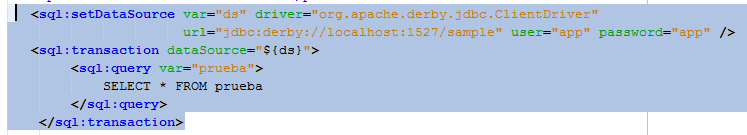 <sql:setDataSource var="ds" driver="org.apache.derby.jdbc.ClientDriver"
url="jdbc:derby://localhost:1527/sample" user="app" password="app" />
<sql:transaction dataSource="${ds}">
<sql:query var="prueba">
SELECT * FROM prueba
</sql:query>
</sql:transaction>